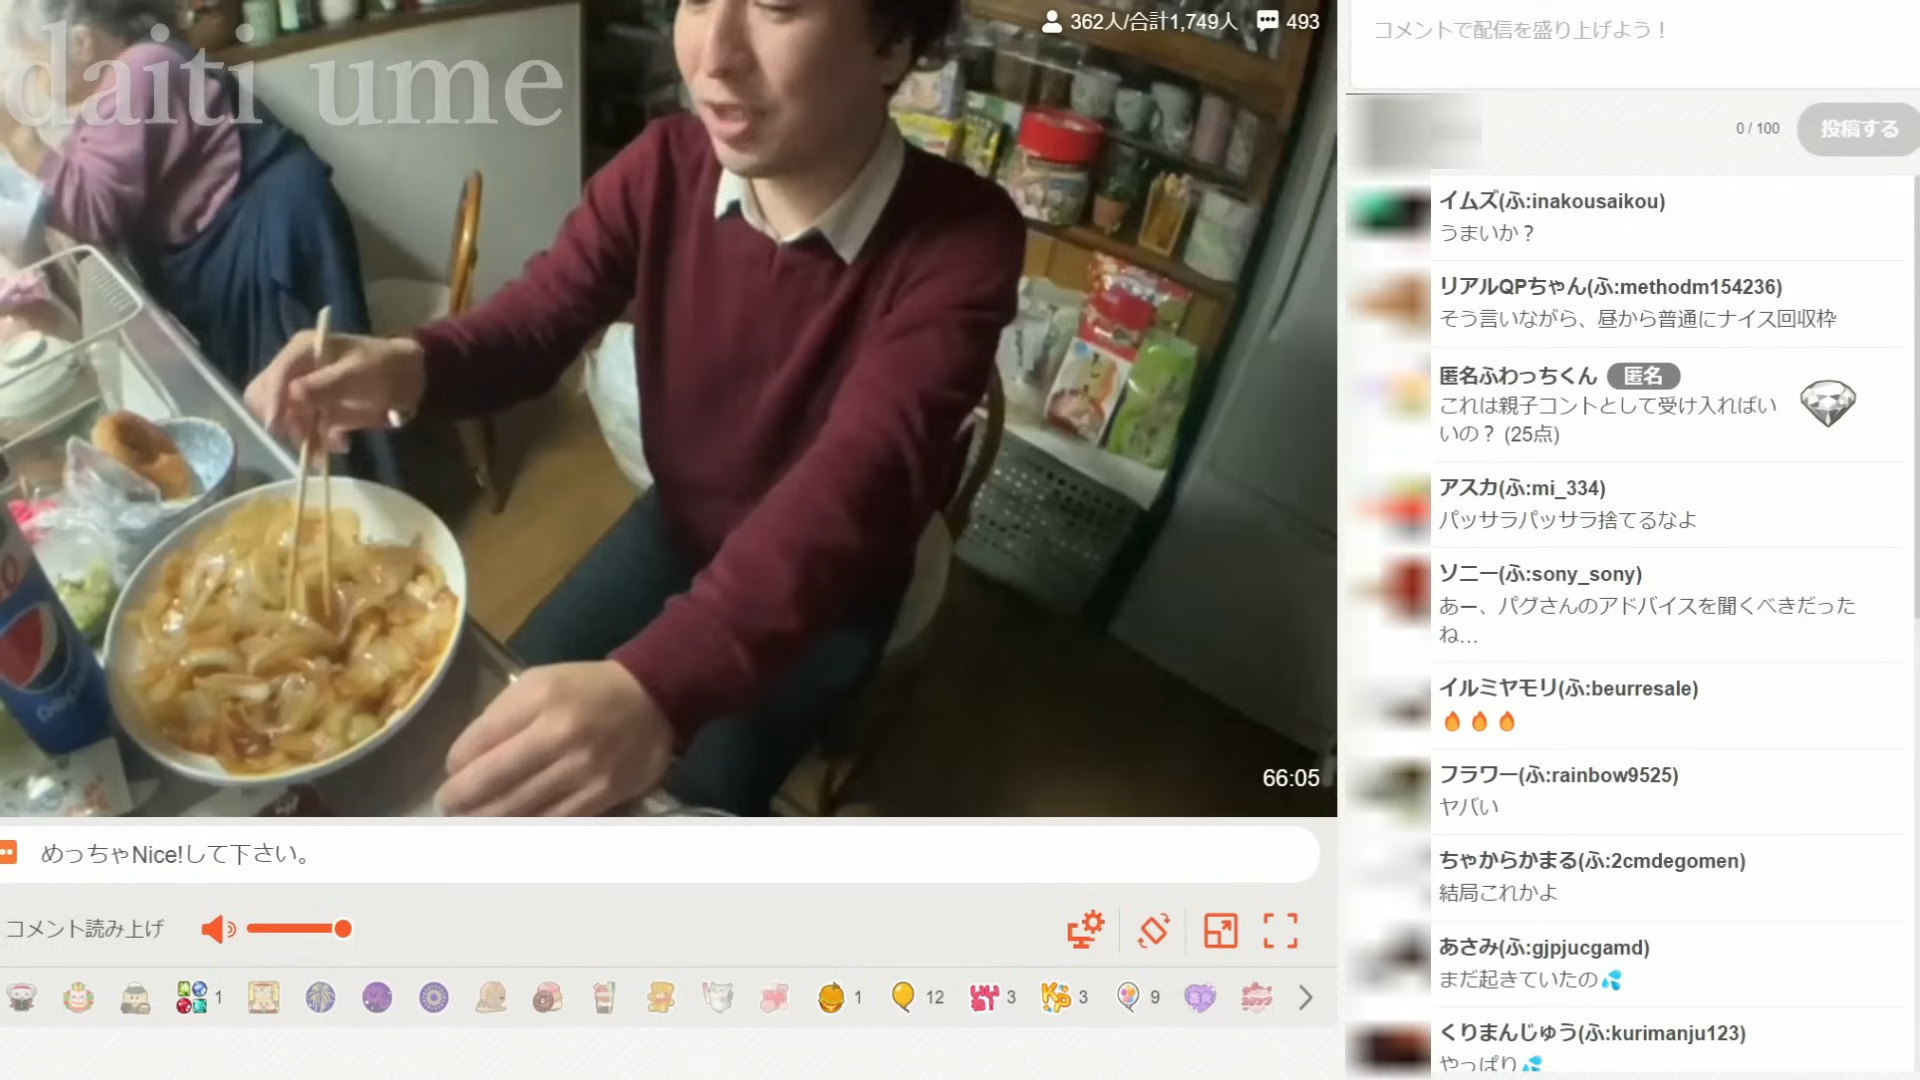 daiti ume
362人/合計1,749人 493
pepsi
66:05
めっちゃNice!して下さい。
コメント読み上げ
1
1
12
3
3
9
コメントで配信を盛り上げよう！
0 / 100
投稿する
イムズ(ふ:inakousaikou)
うまいか？
リアルQPちゃん(ふ:methodm154236)
そう言いながら、昼から普通にナイス回収枠
匿名ふわっちくん 匿名
これは親子コントとして受け入ればい
いの？ (25点)
アスカ(ふ:mi_334)
パッサラパッサラ捨てるなよ
ソニー(ふ:sony_sony)
あー、パグさんのアドバイスを聞くべきだった
ね…
イルミヤモリ(ふ:beurresale)
🔥🔥🔥
フラワー(ふ:rainbow9525)
ヤバい
ちゃからかまる(ふ:2cmdegomen)
結局これかよ
あさみ(ふ:gjpjucgamd)
まだ起きていたの💦
くりまんじゅう(ふ:kurimanju123)
やっぱり💦